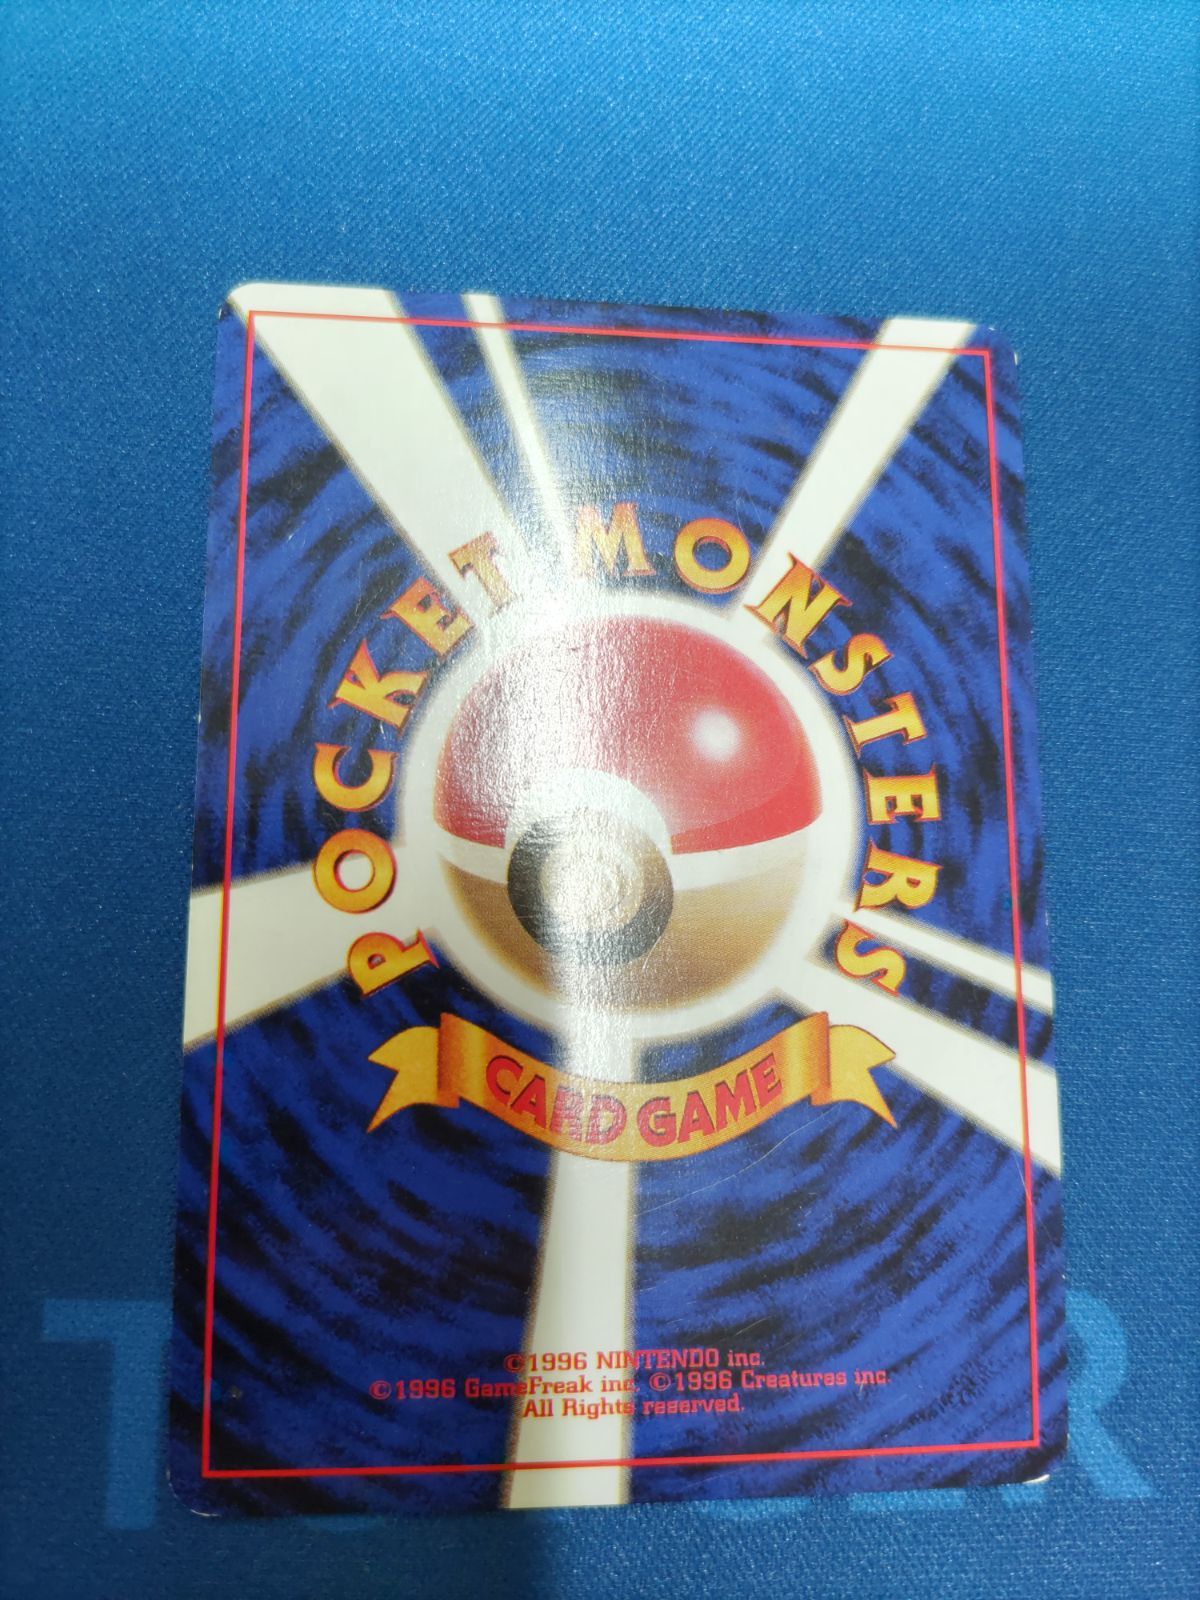 POCKET MONSTERS
CARD GAME
©1996 NINTENDO inc.
©1996 GameFreak inc. ©1996 Creatures inc.
All Rights reserved.